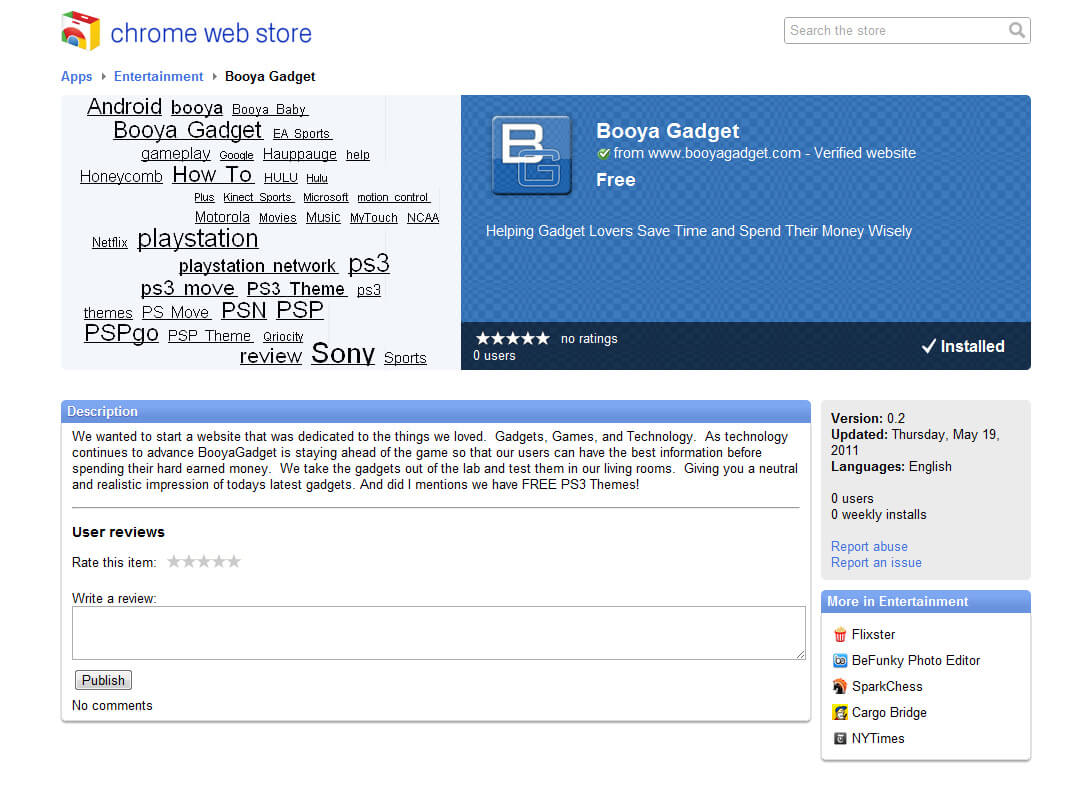 chrome web store
Search the store
Apps Entertainment Booya Gadget
Android booya Booya Baby
Booya Gadget EA Sports
gameplay Google Hauppauge help
Honeycomb How To HULU Hulu
Plus Kinect Sports Microsoft motion control
Motorola Movies Music MyTouch NCAA
Netflix playstation
playstation network ps3
ps3 move PS3 Theme ps3
themes PS Move PSN PSP
PSPgo PSP Theme Qriocity
review Sony Sports
BG
Booya Gadget
from www.booyagadget.com - Verified website
Free
Helping Gadget Lovers Save Time and Spend Their Money Wisely
no ratings
0 users
Installed
Description
We wanted to start a website that was dedicated to the things we loved. Gadgets, Games, and Technology. As technology
continues to advance BooyaGadget is staying ahead of the game so that our users can have the best information before
spending their hard earned money. We take the gadgets out of the lab and test them in our living rooms. Giving you a neutral
and realistic impression of todays latest gadgets. And did I mentions we have FREE PS3 Themes!
User reviews
Rate this item:
Write a review:
Publish
No comments
Version: 0.2
Updated: Thursday, May 19,
2011
Languages: English
0 users
0 weekly installs
Report abuse
Report an issue
More in Entertainment
Flixster
BeFunky Photo Editor
SparkChess
Cargo Bridge
NYTimes